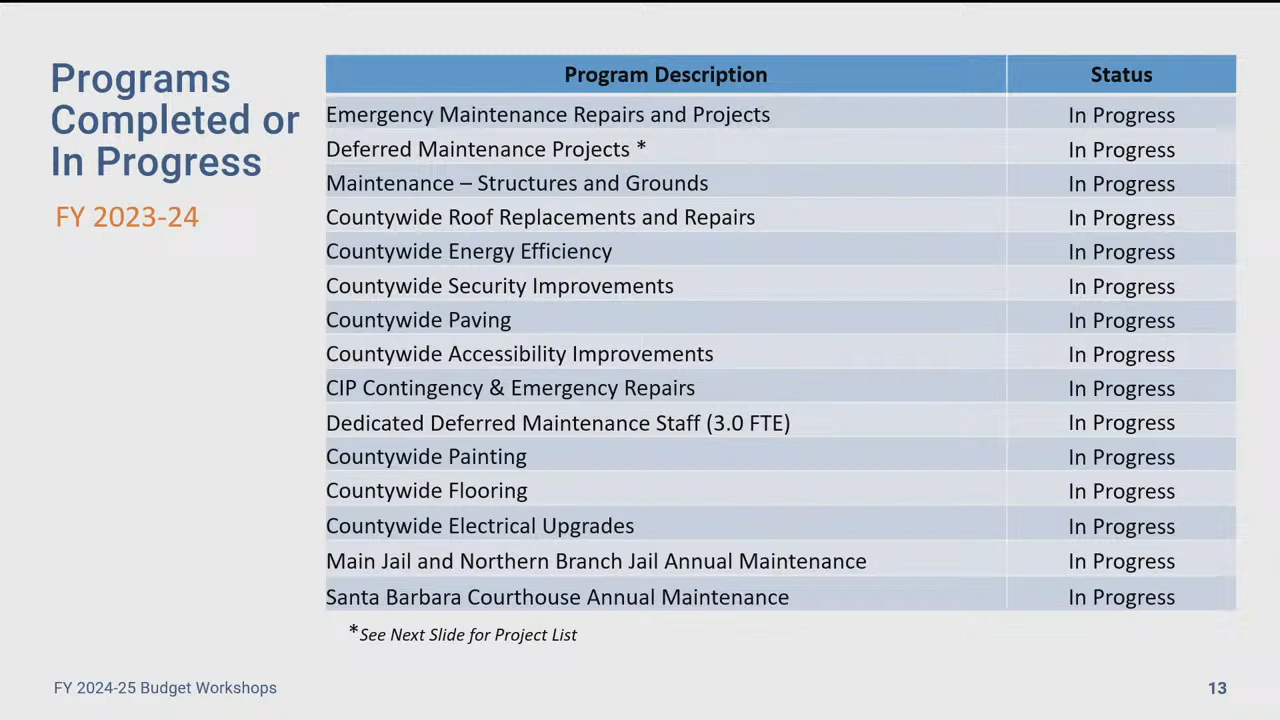 Programs
Completed or
In Progress
FY 2023-24
Program Description Status
Emergency Maintenance Repairs and Projects In Progress
Deferred Maintenance Projects * In Progress
Maintenance – Structures and Grounds In Progress
Countywide Roof Replacements and Repairs In Progress
Countywide Energy Efficiency In Progress
Countywide Security Improvements In Progress
Countywide Paving In Progress
Countywide Accessibility Improvements In Progress
CIP Contingency & Emergency Repairs In Progress
Dedicated Deferred Maintenance Staff (3.0 FTE) In Progress
Countywide Painting In Progress
Countywide Flooring In Progress
Countywide Electrical Upgrades In Progress
Main Jail and Northern Branch Jail Annual Maintenance In Progress
Santa Barbara Courthouse Annual Maintenance In Progress
*See Next Slide for Project List
FY 2024-25 Budget Workshops 13